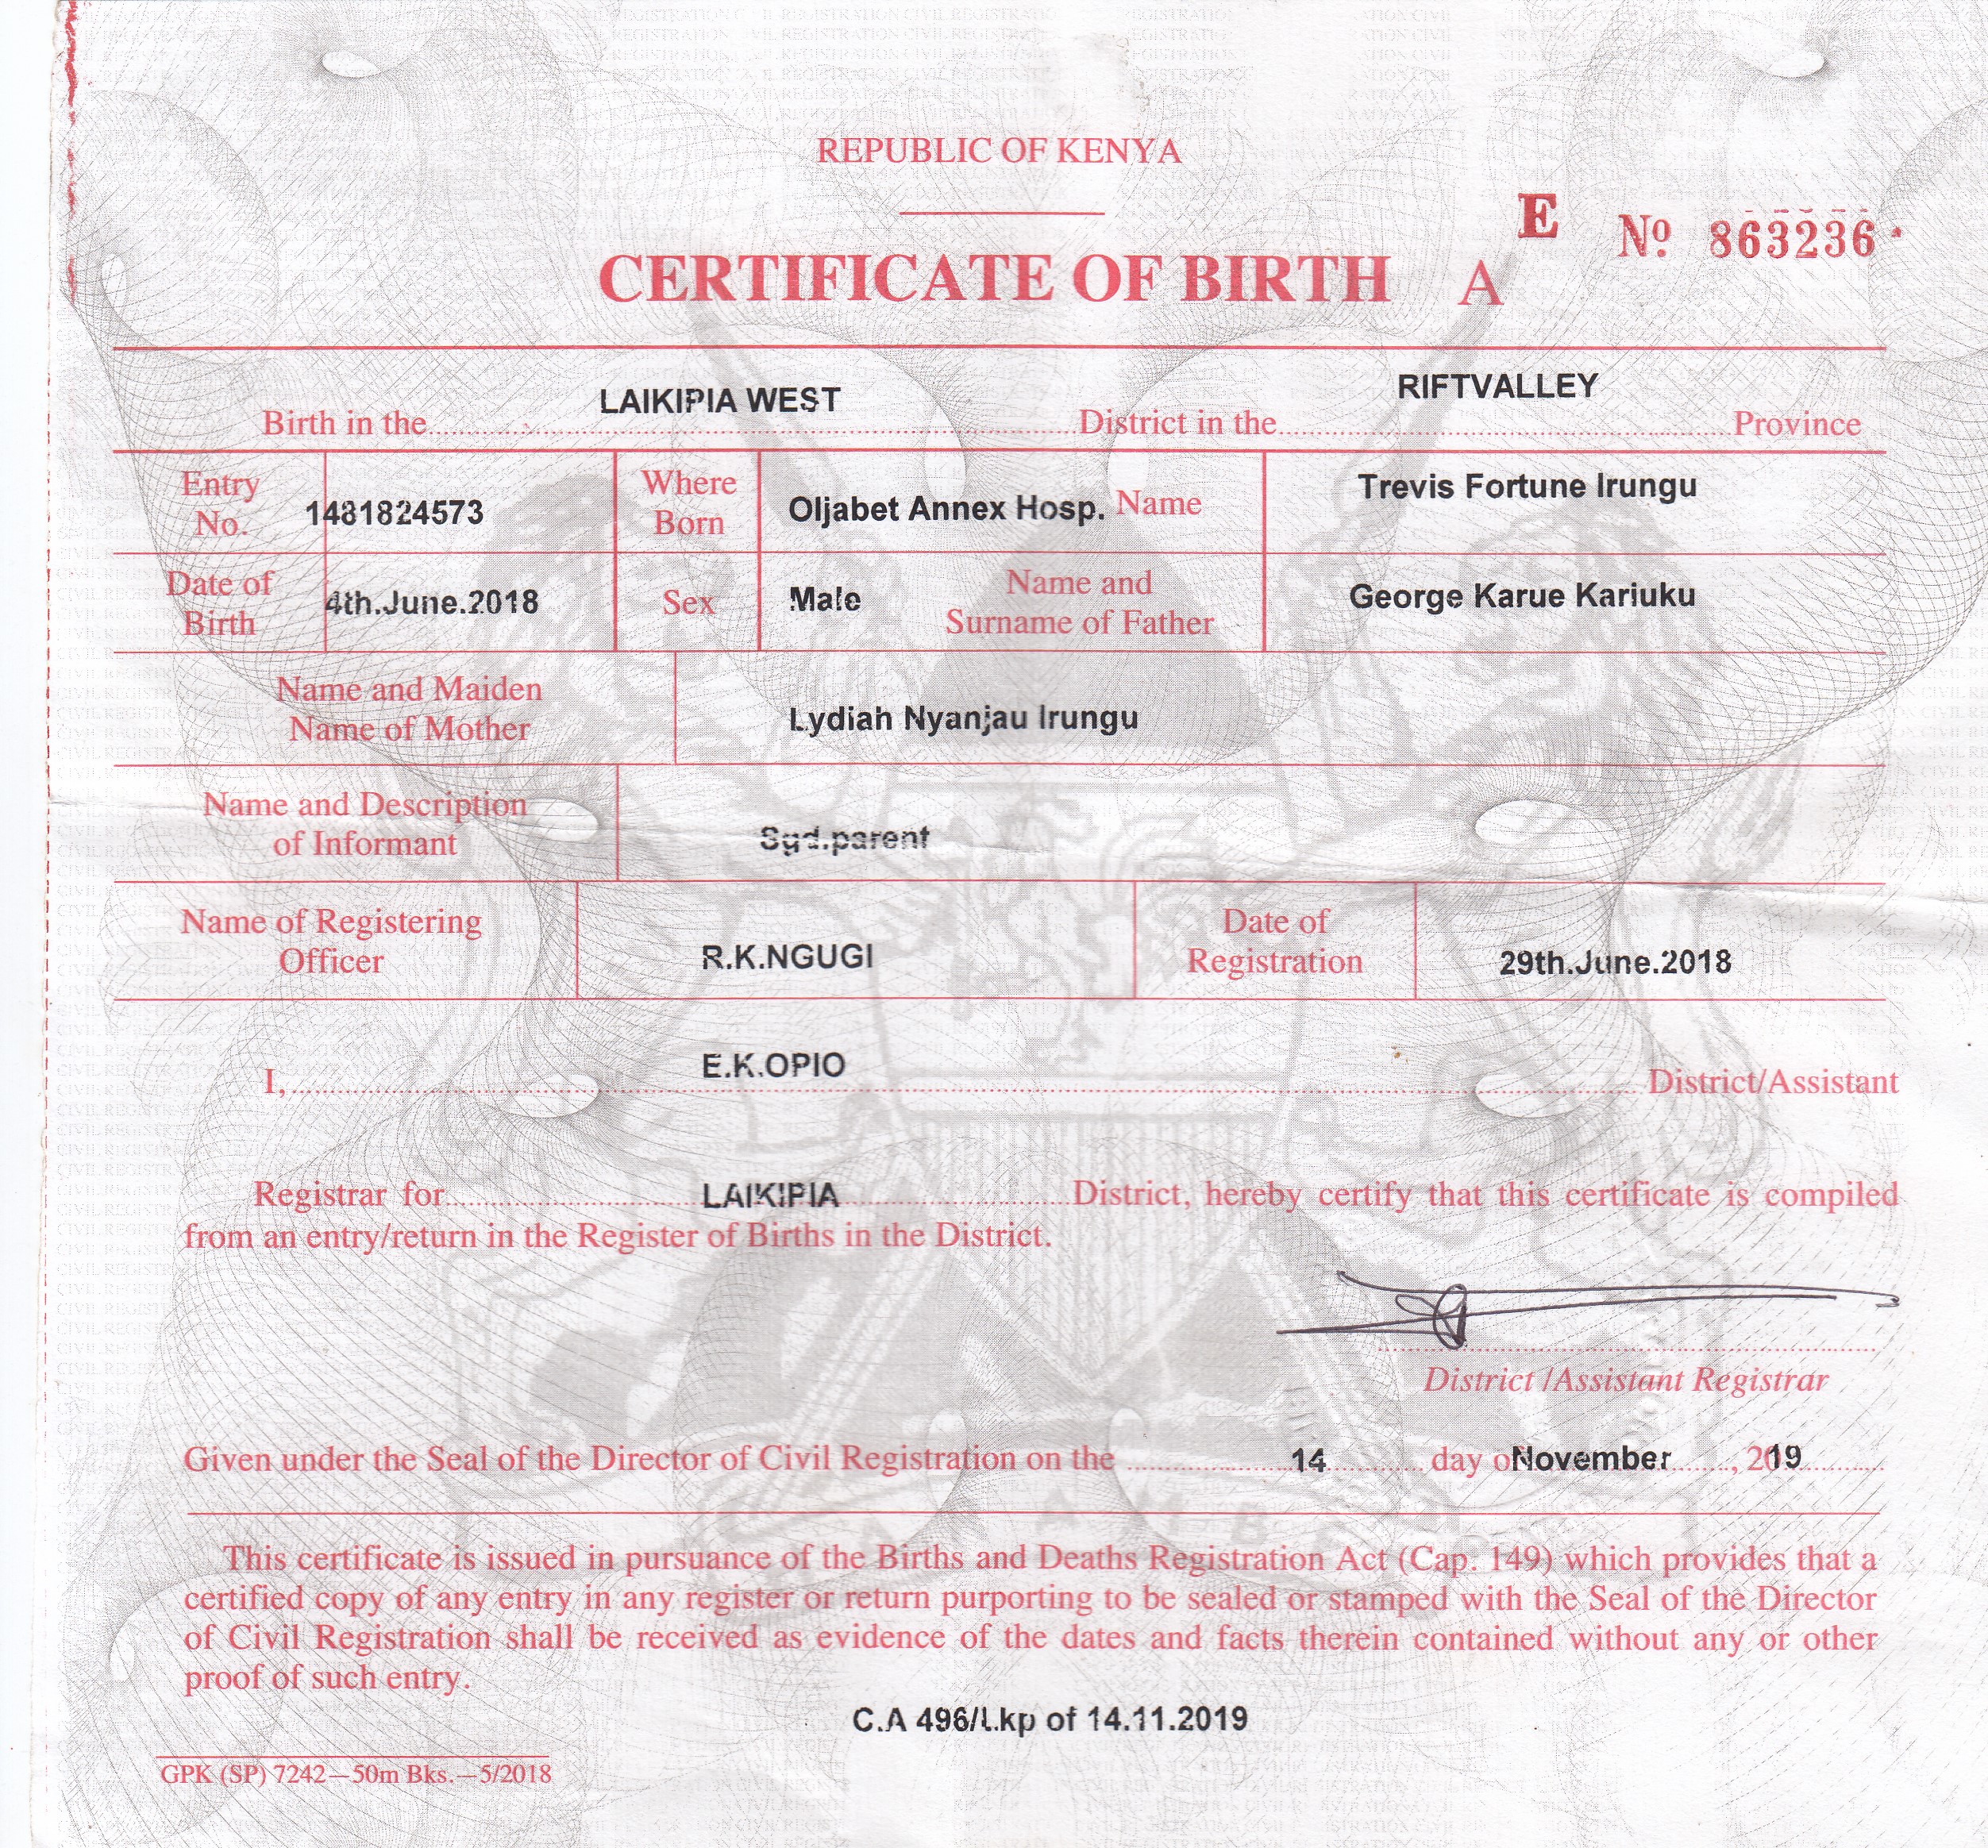 REPUBLIC OF KENYA
E No 863236
CERTIFICATE OF BIRTH A
Birth in the LAIKIPIA WEST District in the RIFTVALLEY Province
Entry No. 1481824573 Where Born Oljabet Annex Hosp. Name Trevis Fortune Irungu
Date of Birth 4th.June.2018 Sex Male Name and Surname of Father George Karue Kariuku
Name and Maiden Name of Mother Lydiah Nyanjau Irungu
Name and Description of Informant Sgd.parent
Name of Registering Officer R.K.NGUGI Date of Registration 29th.June.2018
I, E.K.OPIO District/Assistant
Registrar for LAIKIPIA District, hereby certify that this certificate is compiled
from an entry/return in the Register of Births in the District.
District /Assistant Registrar
Given under the Seal of the Director of Civil Registration on the 14 day of November, 2019
This certificate is issued in pursuance of the Births and Deaths Registration Act (Cap. 149) which provides that a
certified copy of any entry in any register or return purporting to be sealed or stamped with the Seal of the Director
of Civil Registration shall be received as evidence of the dates and facts therein contained without any or other
proof of such entry.
C.A 496/Lkp of 14.11.2019
GPK (SP) 7242—50m Bks.—5/2018